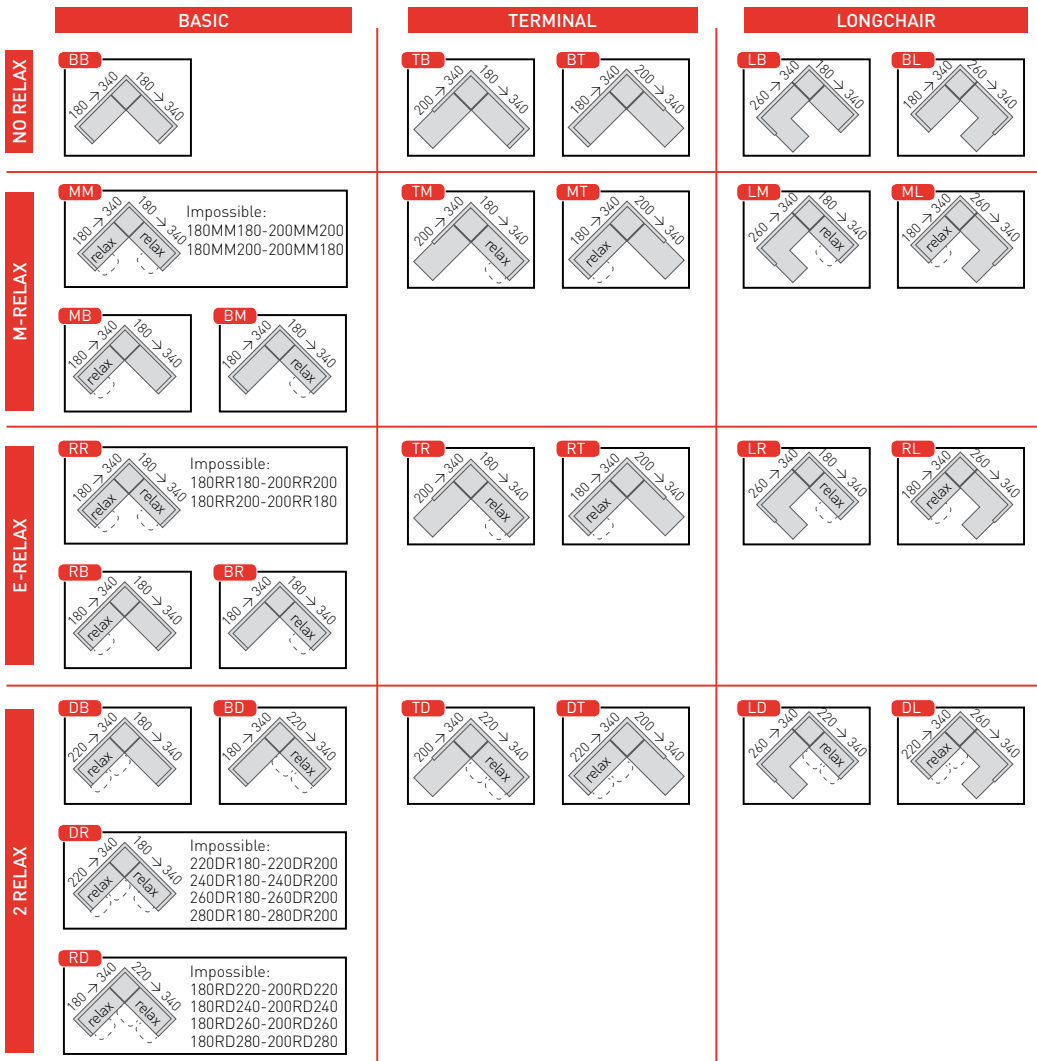 BASIC
TERMINAL
LONGCHAIR
NO RELAX
BB
180 → 340
180 → 340
TB
200 → 340
180 → 340
BT
180 → 340
200 → 340
LB
260 → 340
180 → 340
BL
180 → 340
260 → 340
M-RELAX
MM
180 → 340
180 → 340
relax
relax
Impossible:
180MM180-200MM200
180MM200-200MM180
TM
200 → 340
180 → 340
relax
MT
180 → 340
200 → 340
relax
LM
260 → 340
180 → 340
relax
ML
180 → 340
260 → 340
relax
MB
180 → 340
180 → 340
relax
BM
180 → 340
180 → 340
relax
E-RELAX
RR
180 → 340
180 → 340
relax
relax
Impossible:
180RR180-200RR200
180RR200-200RR180
TR
200 → 340
180 → 340
relax
RT
180 → 340
200 → 340
relax
LR
260 → 340
180 → 340
relax
RL
180 → 340
260 → 340
relax
RB
180 → 340
180 → 340
relax
BR
180 → 340
180 → 340
relax
2 RELAX
DB
220 → 340
180 → 340
relax
BD
180 → 340
220 → 340
relax
TD
200 → 340
220 → 340
relax
DT
220 → 340
200 → 340
relax
LD
260 → 340
220 → 340
relax
DL
220 → 340
260 → 340
relax
DR
220 → 340
180 → 340
relax
relax
Impossible:
220DR180-220DR200
240DR180-240DR200
260DR180-260DR200
280DR180-280DR200
RD
180 → 340
220 → 340
relax
relax
Impossible:
180RD220-200RD220
180RD240-200RD240
180RD260-200RD260
180RD280-200RD280